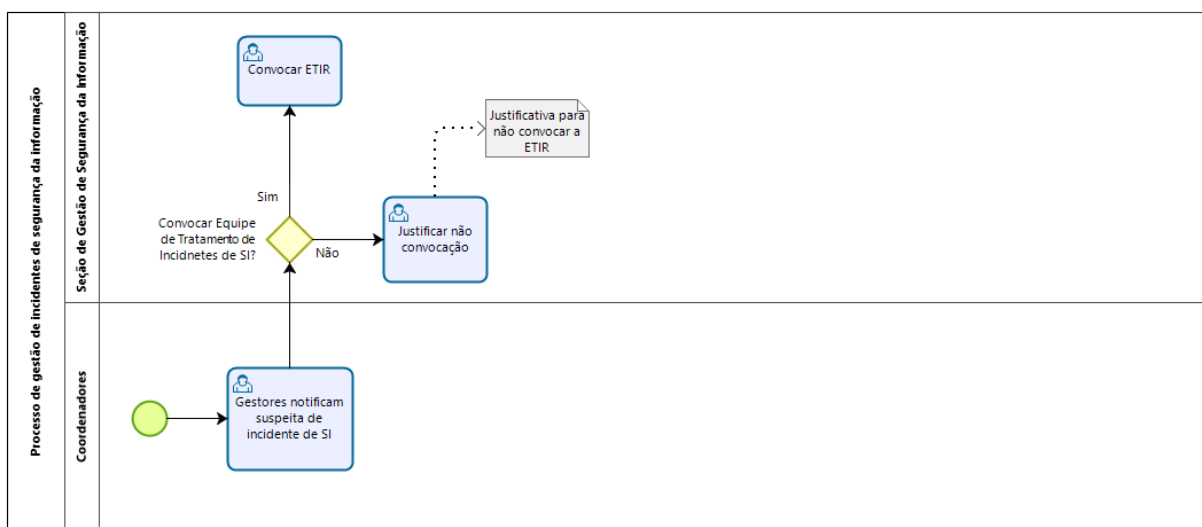 Processo de gestão de incidentes de segurança da informação
Seção de Gestão de Segurança da Informação
Convocar ETIR
Justificativa para
não convocar a
ETIR
Sim
Convocar Equipe
de Tratamento de
Incidnetes de SI?
Não
Justificar não
convocação
Coordenadores
Gestores notificam
suspeita de
incidente de SI